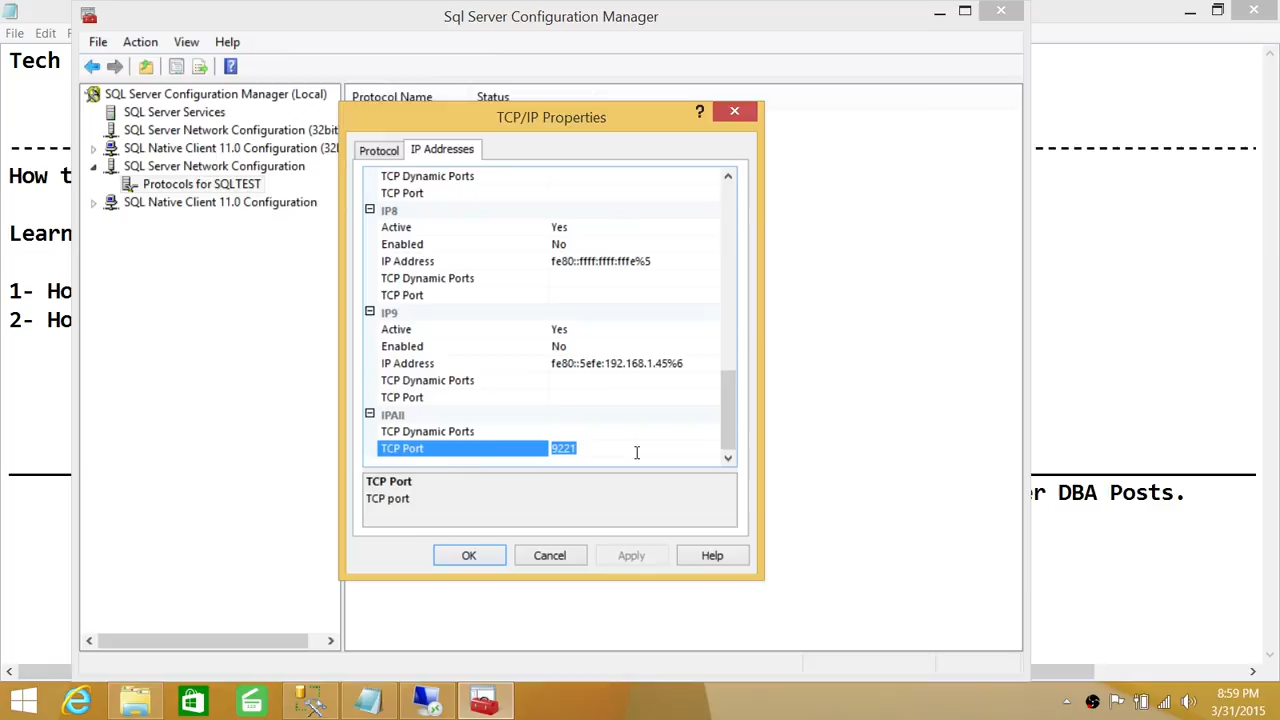 Sql Server Configuration Manager
File Edit
File Action View Help
Tech
SQL Server Configuration Manager (Local)
SQL Server Services
SQL Server Network Configuration (32bit
SQL Native Client 11.0 Configuration (32l
SQL Server Network Configuration
Protocols for SQLTEST
SQL Native Client 11.0 Configuration
Protocol Name Status
How t
Learn
1- Ho
2- Ho
TCP/IP Properties
?
Protocol IP Addresses
TCP Dynamic Ports
TCP Port
IP8
Active Yes
Enabled No
IP Address fe80::ffff:ffff:fffe%5
TCP Dynamic Ports
TCP Port
IP9
Active Yes
Enabled No
IP Address fe80::5efe:192.168.1.45%6
TCP Dynamic Ports
TCP Port
IPAll
TCP Dynamic Ports
TCP Port 9221
TCP Port
TCP port
OK Cancel Apply Help
er DBA Posts.
8:59 PM
3/31/2015